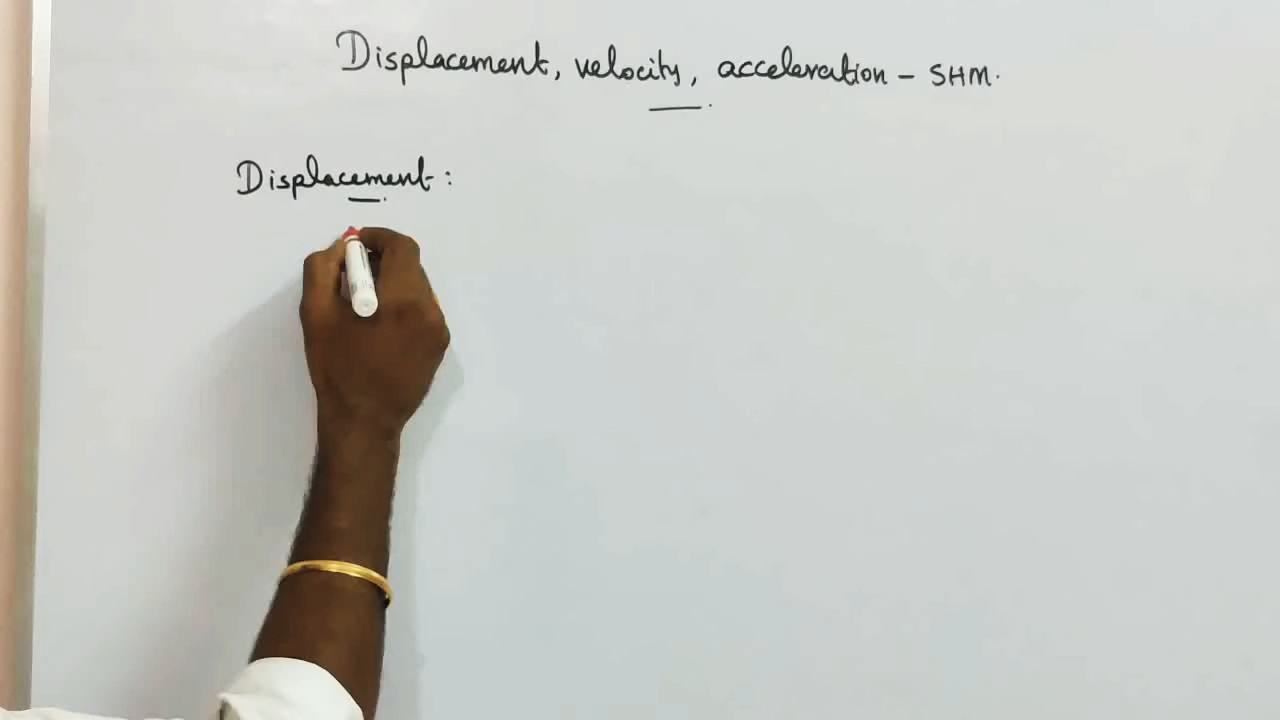 Displacement, velocity, acceleration - SHM.
Displacement :